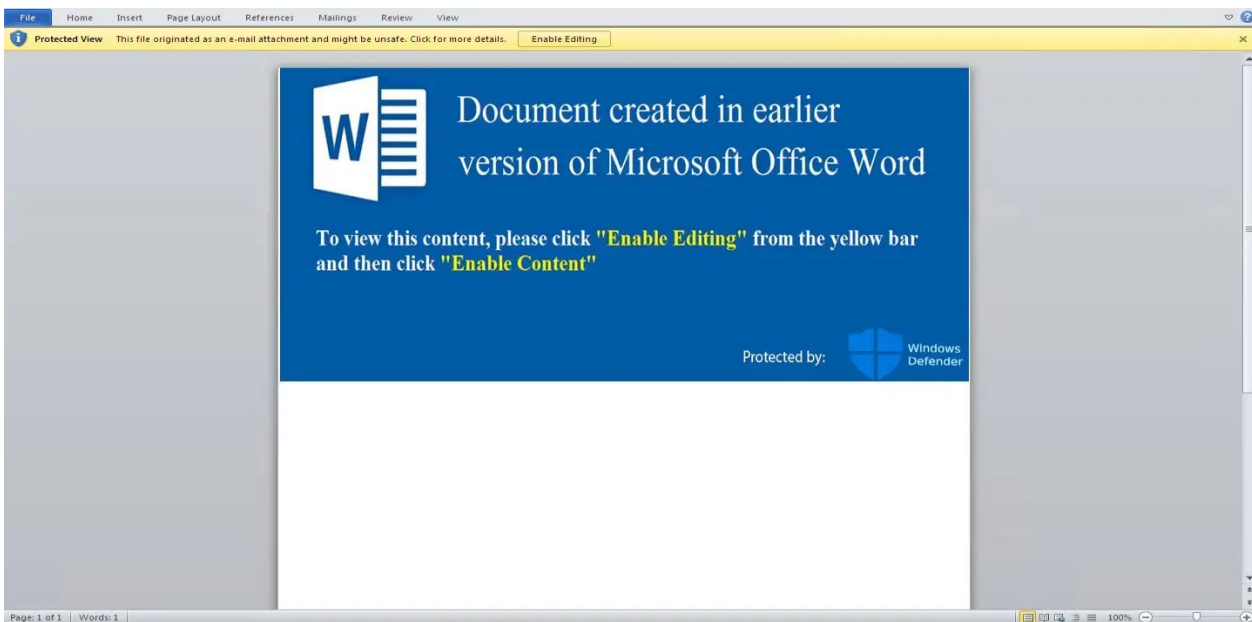 File Home Insert Page Layout References Mailings Review View
Protected View This file originated as an e-mail attachment and might be unsafe. Click for more details. Enable Editing
W
Document created in earlier
version of Microsoft Office Word
To view this content, please click "Enable Editing" from the yellow bar
and then click "Enable Content"
Protected by:
Windows
Defender
Page: 1 of 1 Words: 1 100%